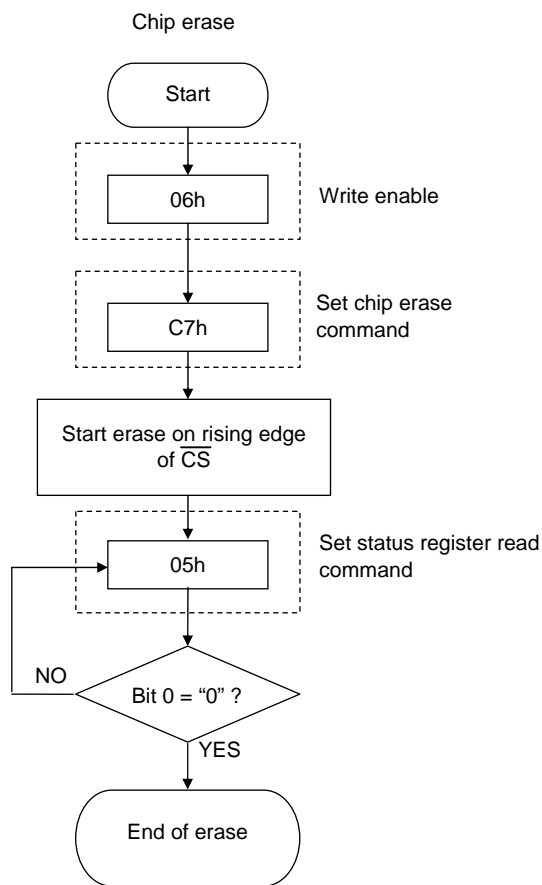 Chip erase
Start
06h
Write enable
C7h
Set chip erase
command
Start erase on rising edge
of C̅S̅
05h
Set status register read
command
NO
Bit 0 = “0” ?
YES
End of erase